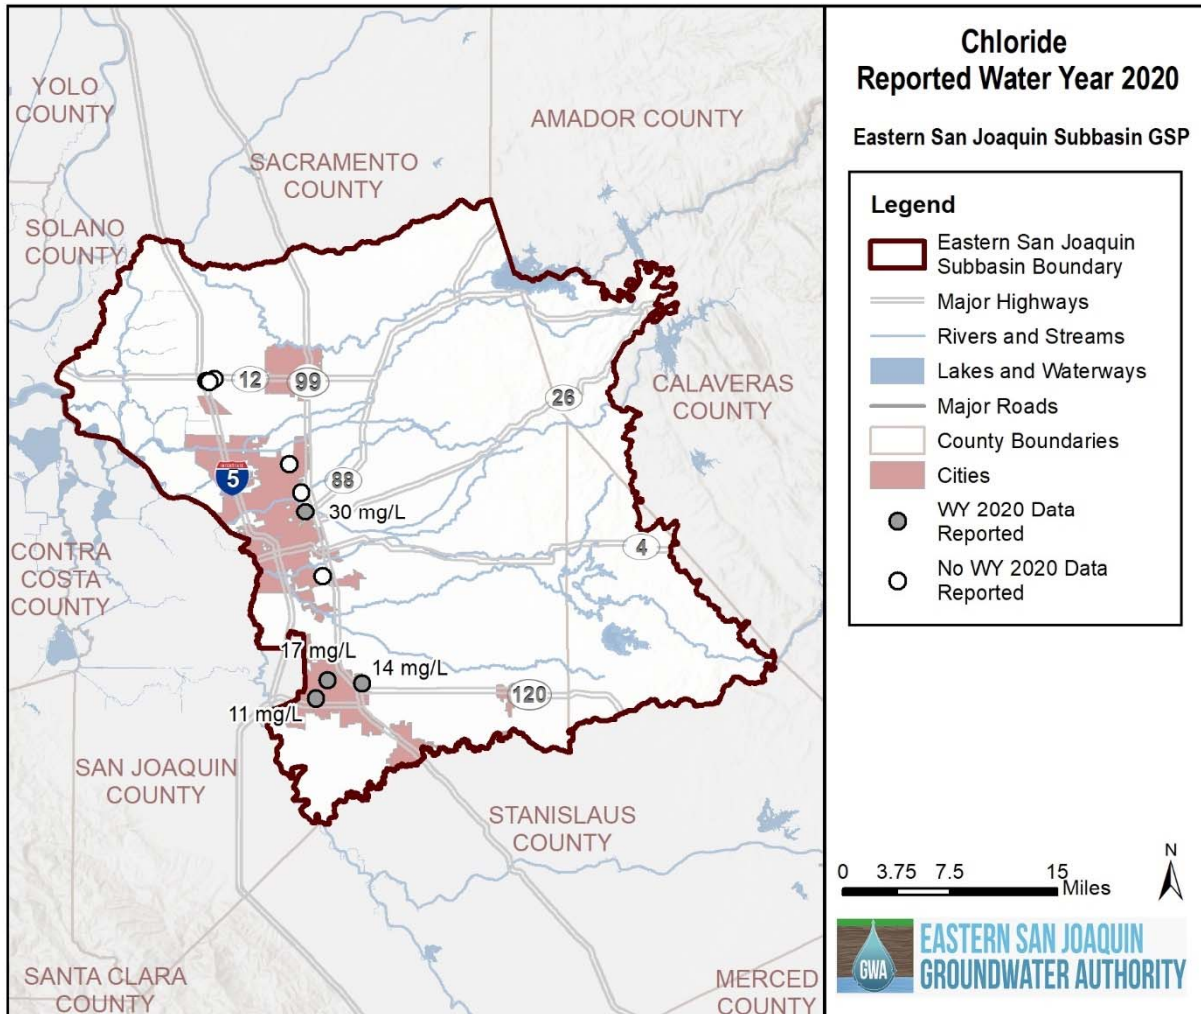 YOLO
COUNTY
AMADOR COUNTY
SACRAMENTO
COUNTY
SOLANO
COUNTY
12
99
26
CALAVERAS
COUNTY
5
88
30 mg/L
4
CONTRA
COSTA
COUNTY
17 mg/L
14 mg/L
120
11 mg/L
SAN JOAQUIN
COUNTY
STANISLAUS
COUNTY
SANTA CLARA
COUNTY
MERCED
COUNTY
Chloride
Reported Water Year 2020
Eastern San Joaquin Subbasin GSP
Legend
Eastern San Joaquin
Subbasin Boundary
Major Highways
Rivers and Streams
Lakes and Waterways
Major Roads
County Boundaries
Cities
WY 2020 Data
Reported
No WY 2020 Data
Reported
N
0 3.75 7.5 15
Miles
GWA
EASTERN SAN JOAQUIN
GROUNDWATER AUTHORITY